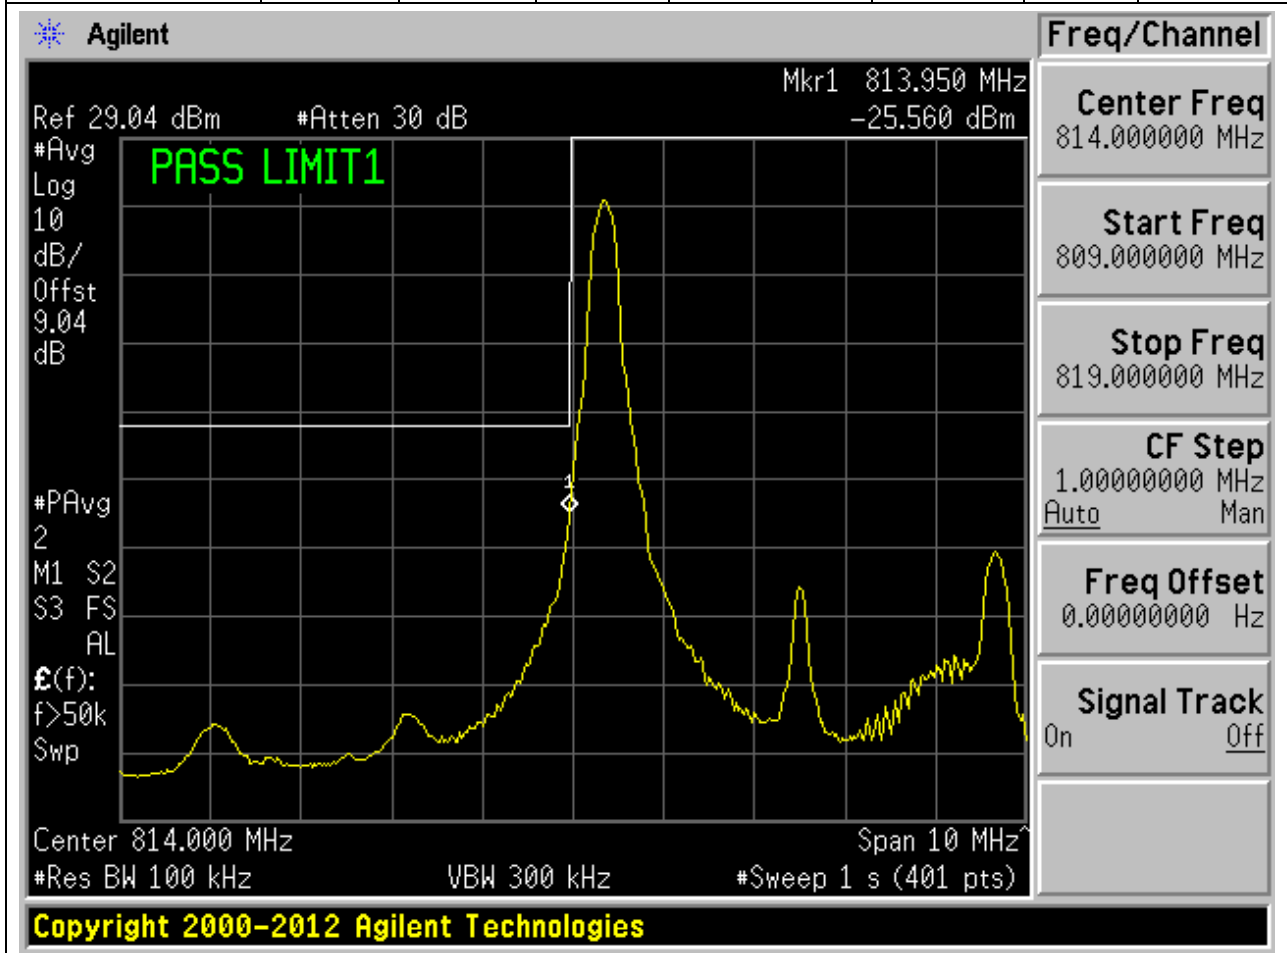 Agilent
Freq/Channel
Mkr1 813.950 MHz
Ref 29.04 dBm #Atten 30 dB -25.560 dBm
#Avg
Log
10
dB/
Offst
9.04
dB
PASS LIMIT1
1
#PAvg
2
M1 S2
S3 FS
AL
£(f):
f>50k
Swp
Center 814.000 MHz Span 10 MHz^
#Res BW 100 kHz VBW 300 kHz #Sweep 1 s (401 pts)
Center Freq
814.000000 MHz
Start Freq
809.000000 MHz
Stop Freq
819.000000 MHz
CF Step
1.00000000 MHz
Auto Man
Freq Offset
0.00000000 Hz
Signal Track
On Off
Copyright 2000-2012 Agilent Technologies